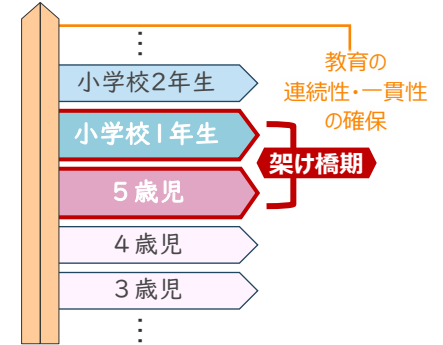 ⋮
教育の
連続性・一貫性
の確保
小学校2年生
小学校1年生
架け橋期
5歳児
4歳児
3歳児
⋮